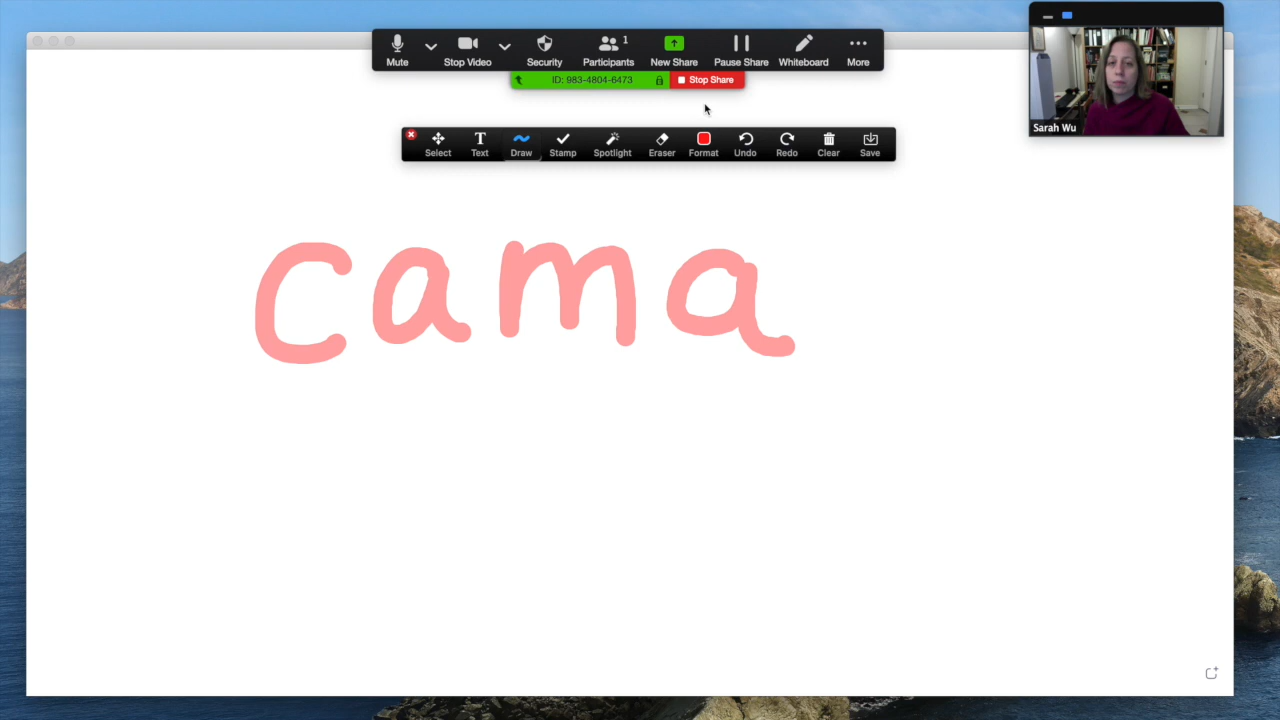 Mute
Stop Video
Security
Participants
1
New Share
Pause Share
Whiteboard
More
ID: 983-4804-6473
Stop Share
Sarah Wu
Select
Text
Draw
Stamp
Spotlight
Eraser
Format
Undo
Redo
Clear
Save
cama